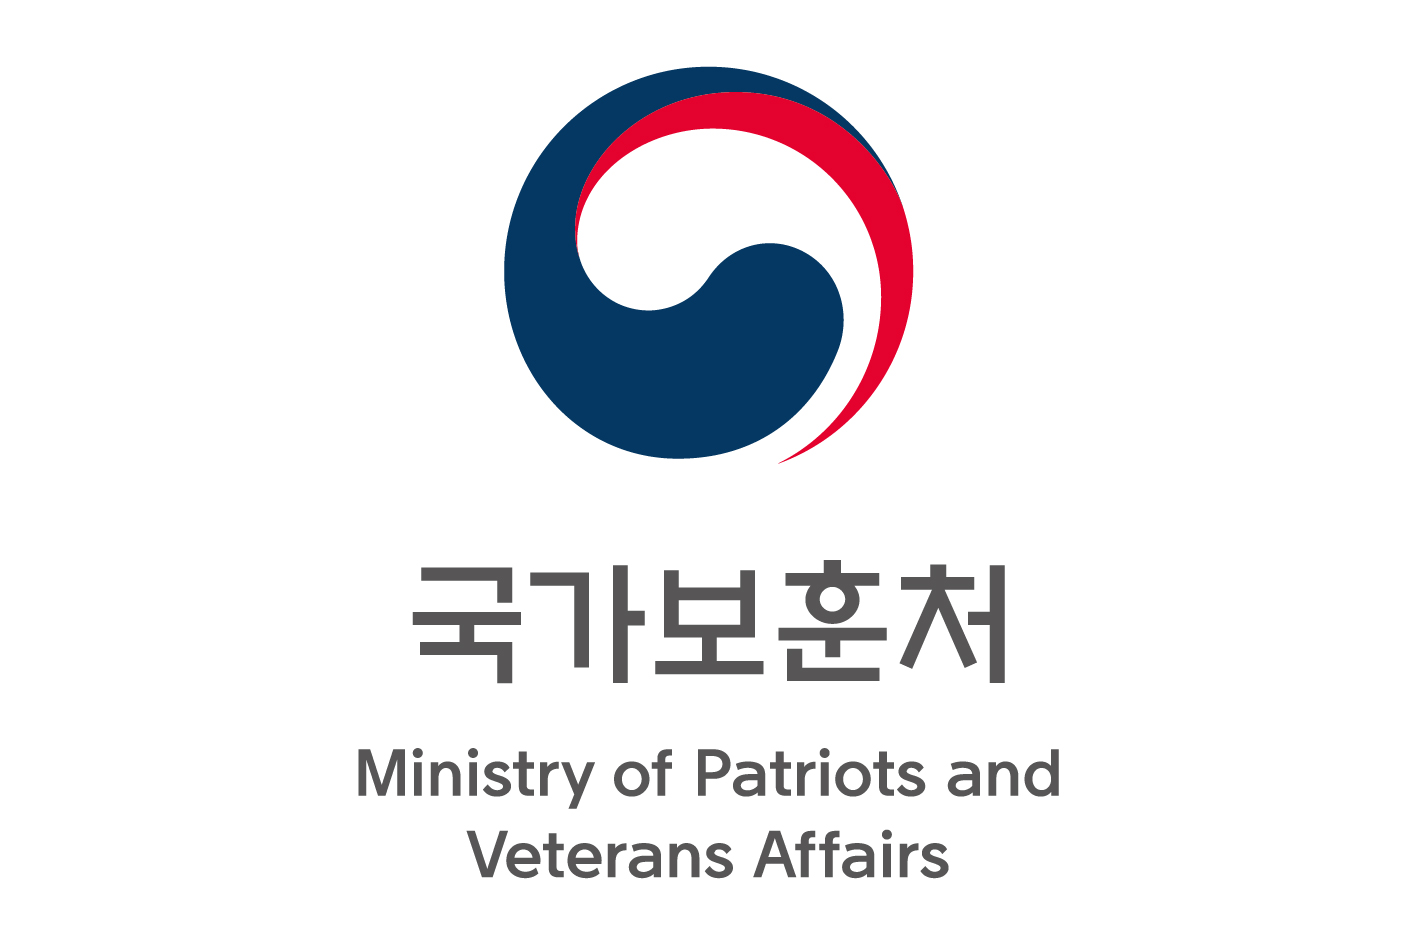 국가보훈처
Ministry of Patriots and
Veterans Affairs